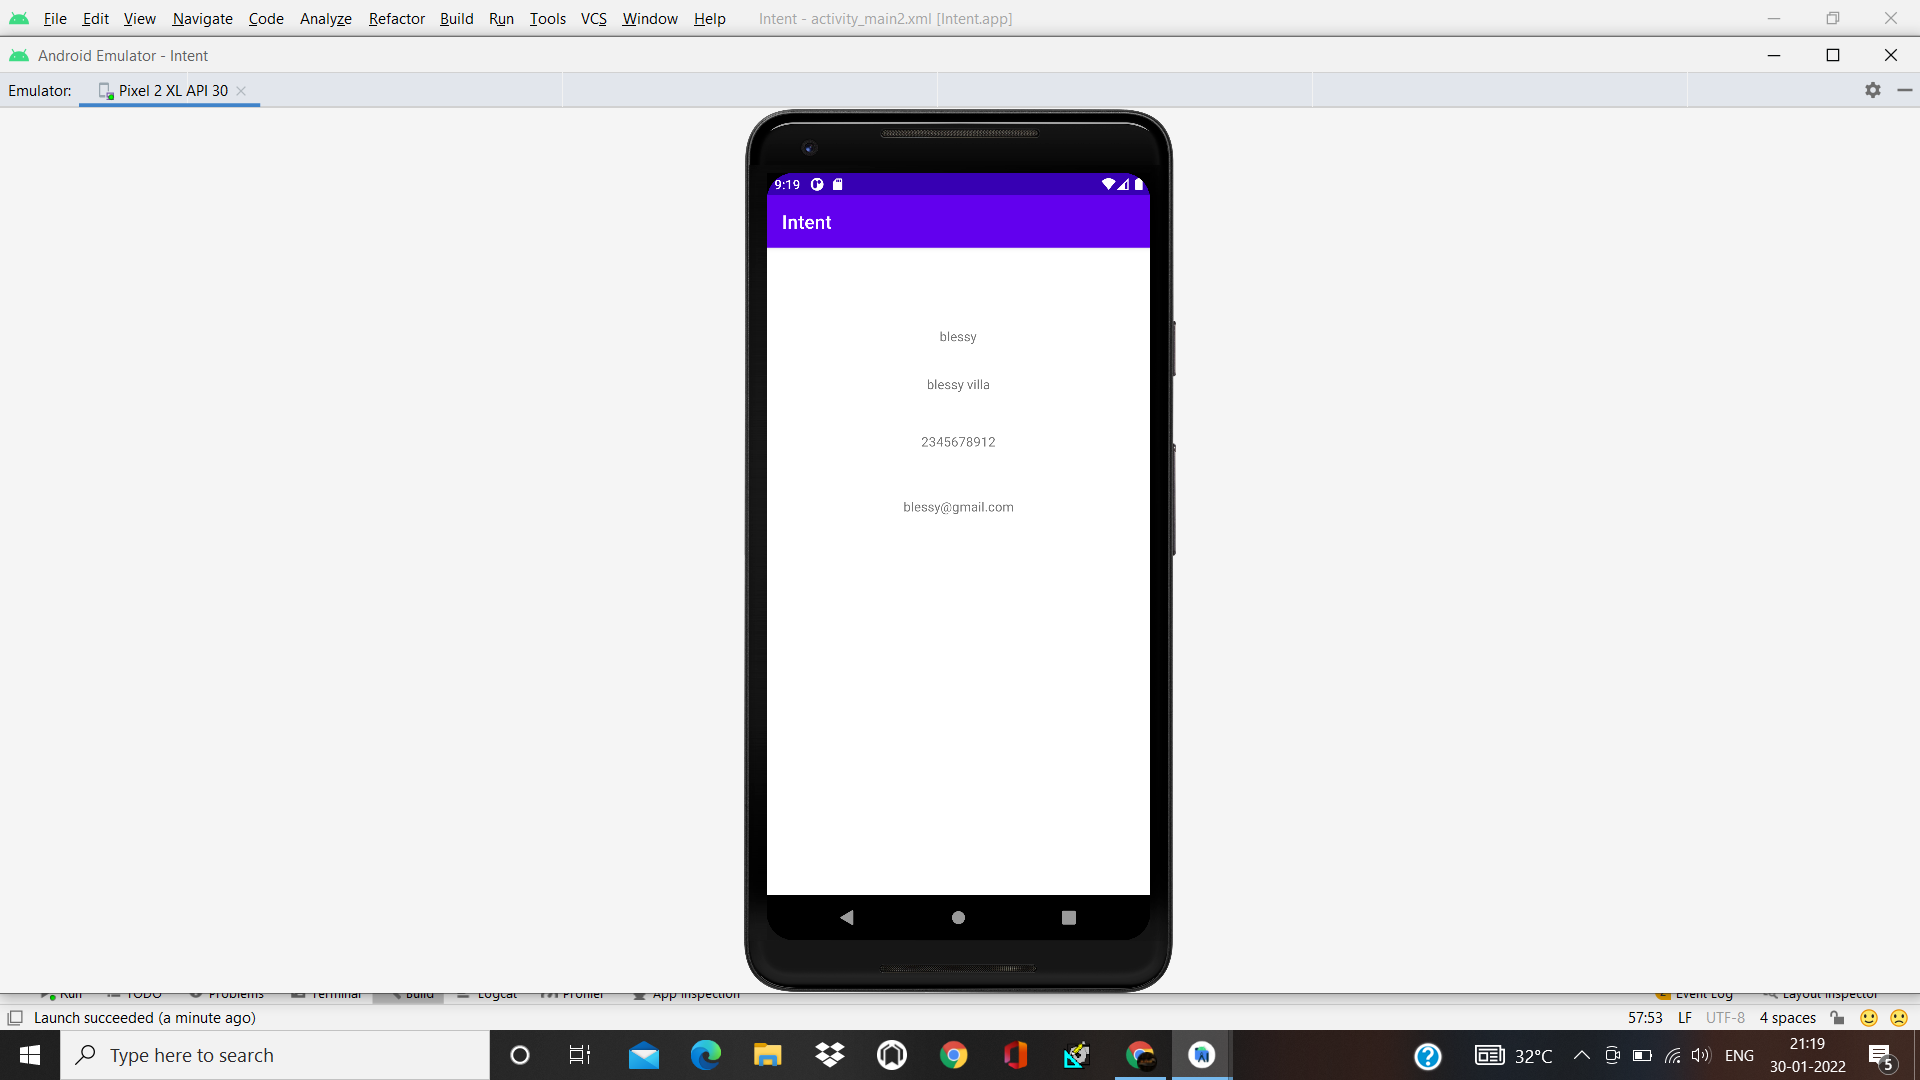 File Edit View Navigate Code Analyze Refactor Build Run Tools VCS Window Help Intent - activity_main2.xml [Intent.app]
Android Emulator - Intent
Emulator: Pixel 2 XL API 30
9:19
Intent
blessy
blessy villa
2345678912
blessy@gmail.com
Run TODO Problems Terminal Build Logcat Profiler App Inspection Event Log Layout Inspector
Launch succeeded (a minute ago) 57:53 LF UTF-8 4 spaces
Type here to search 32°C ENG 21:19
30-01-2022 5